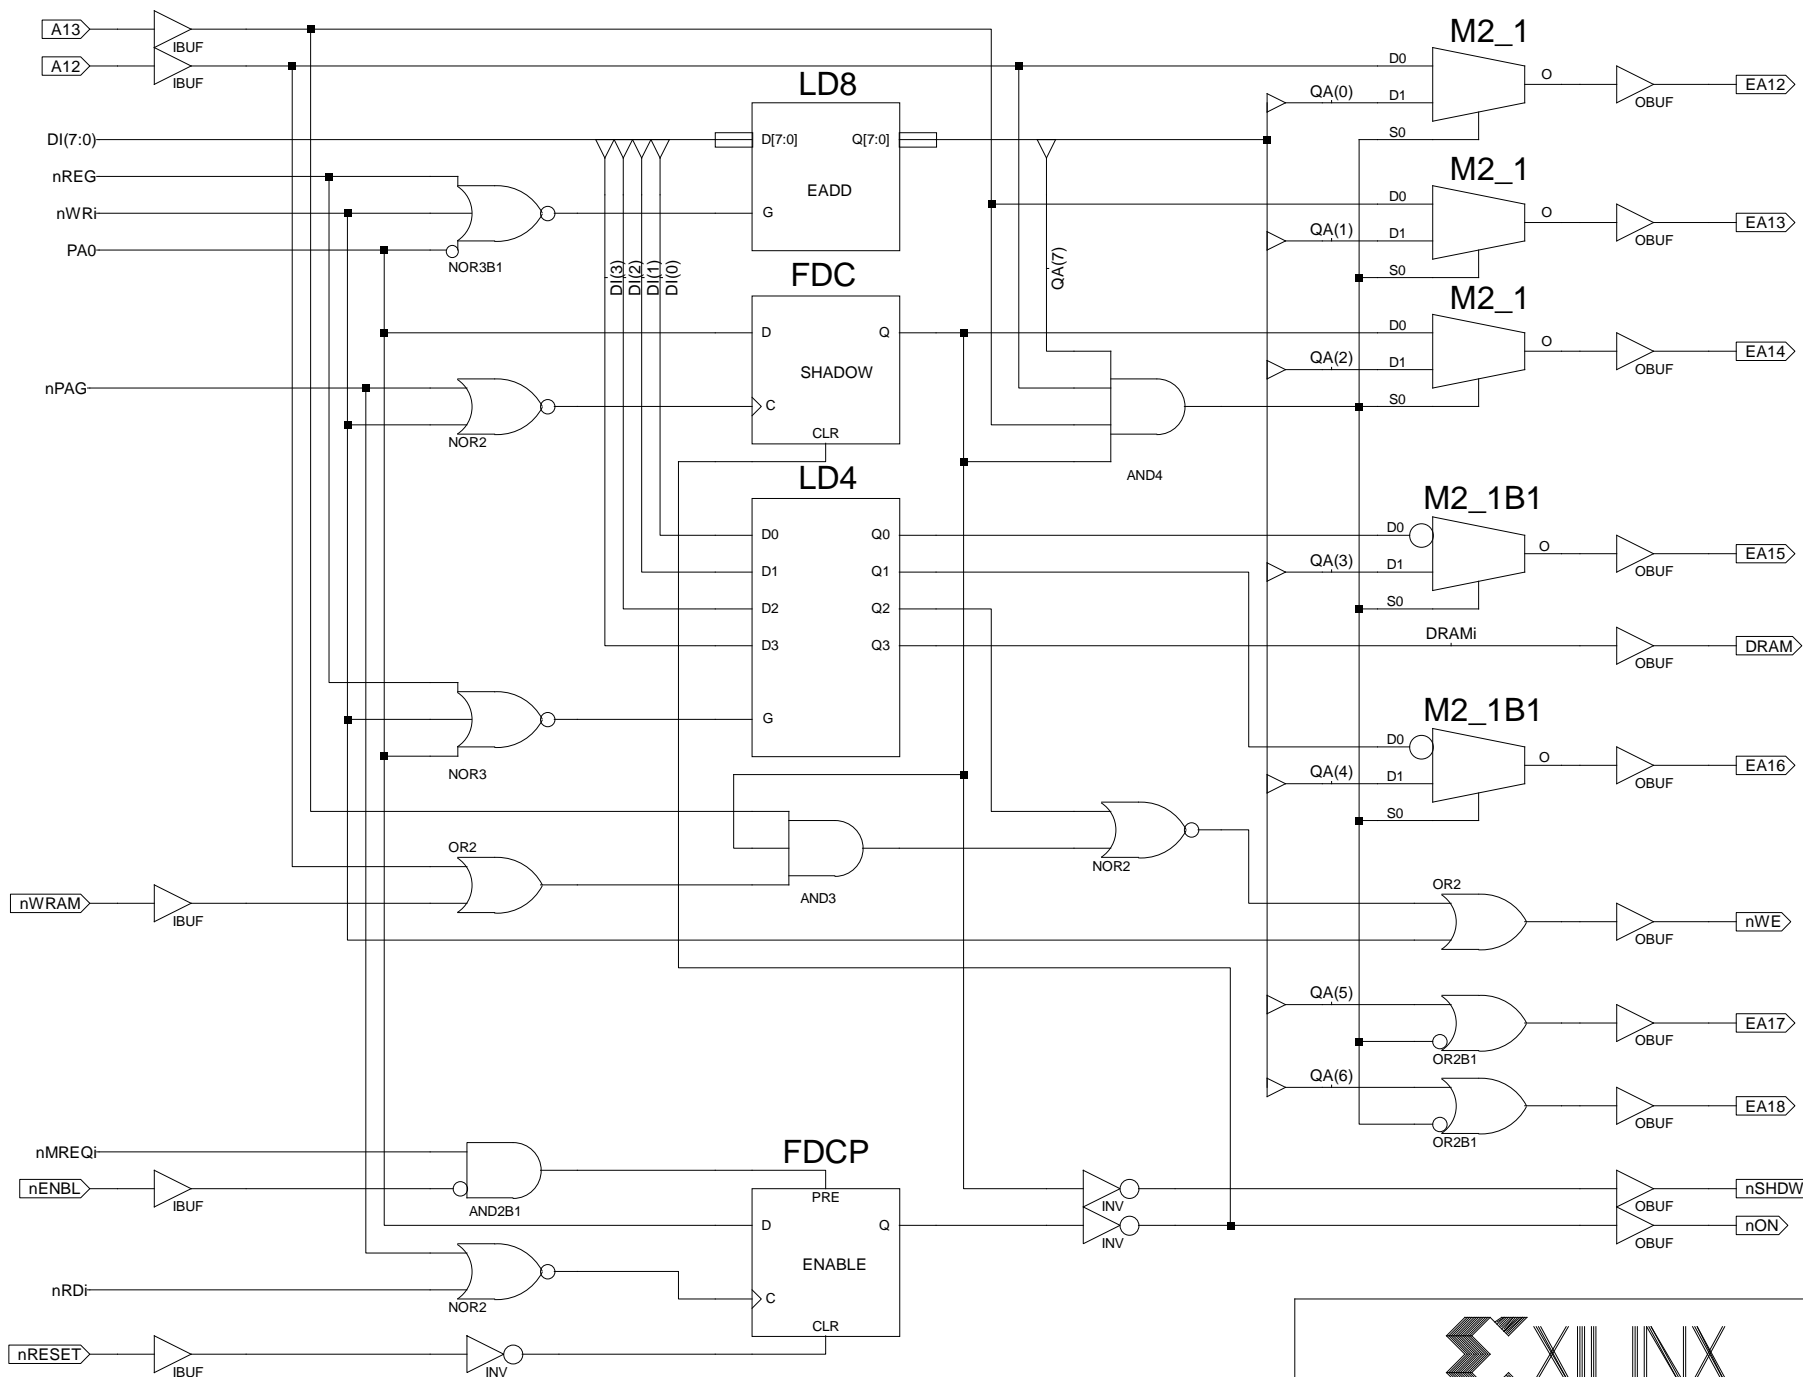 A13
IBUF
A12
IBUF
M2_1
D0
QA(0)
D1
S0
O
OBUF
EA12
LD8
DI(7:0)
D[7:0]
Q[7:0]
EADD
G
nREG
nWRi
PA0
NOR3B1
DI(3)
DI(2)
DI(1)
DI(0)
QA(7)
M2_1
D0
QA(1)
D1
S0
O
OBUF
EA13
FDC
D
Q
SHADOW
C
CLR
nPAG
NOR2
M2_1
D0
QA(2)
D1
S0
O
OBUF
EA14
AND4
LD4
D0
Q0
D1
Q1
D2
Q2
D3
Q3
G
NOR3
M2_1B1
D0
QA(3)
D1
S0
O
OBUF
EA15
DRAMi
OBUF
DRAM
M2_1B1
D0
QA(4)
D1
S0
O
OBUF
EA16
OR2
nWRAM
IBUF
AND3
NOR2
OR2
OBUF
nWE
QA(5)
OR2B1
OBUF
EA17
QA(6)
OR2B1
OBUF
EA18
nMREQi
nENBL
IBUF
AND2B1
FDCP
PRE
D
Q
ENABLE
C
CLR
INV
OBUF
nSHDW
INV
OBUF
nON
nRDi
NOR2
nRESET
IBUF
INV
XILINX